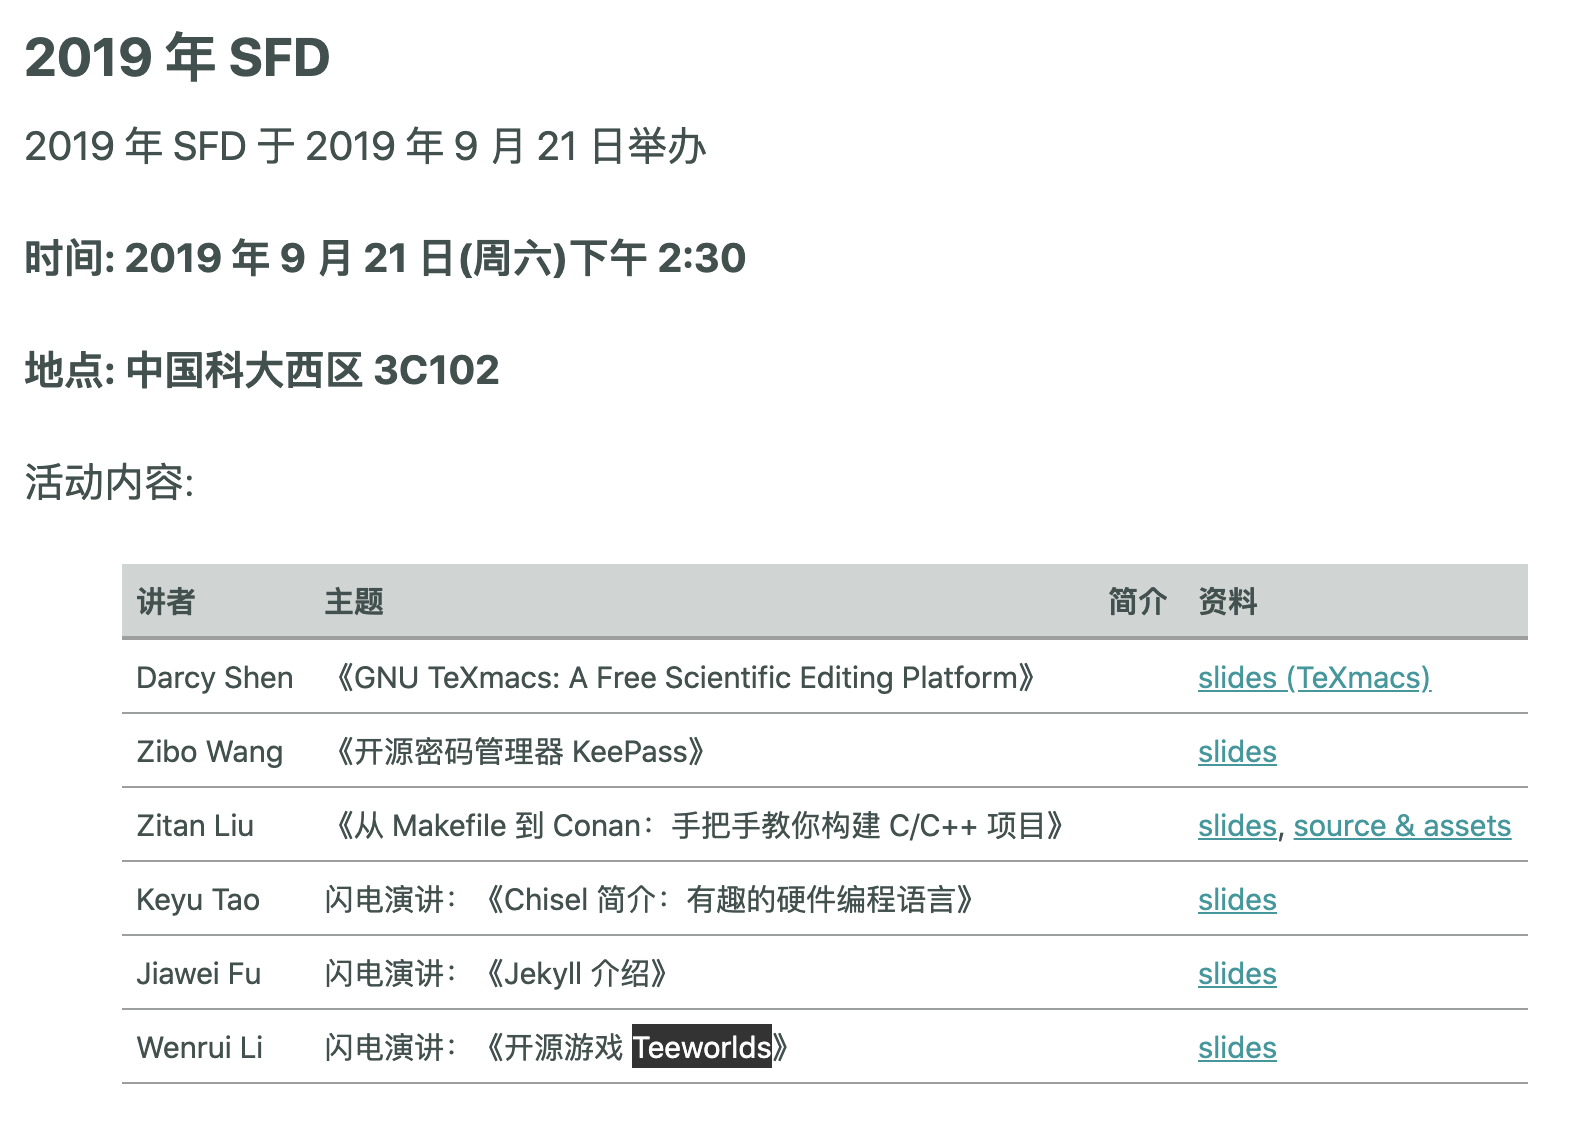 2019 年 SFD
2019 年 SFD 于 2019 年 9 月 21 日举办
时间: 2019 年 9 月 21 日(周六)下午 2:30
地点: 中国科大西区 3C102
活动内容:
讲者 主题 简介 资料
Darcy Shen 《GNU TeXmacs: A Free Scientific Editing Platform》 slides (TeXmacs)
Zibo Wang 《开源密码管理器 KeePass》 slides
Zitan Liu 《从 Makefile 到 Conan：手把手教你构建 C/C++ 项目》 slides, source & assets
Keyu Tao 闪电演讲：《Chisel 简介：有趣的硬件编程语言》 slides
Jiawei Fu 闪电演讲：《Jekyll 介绍》 slides
Wenrui Li 闪电演讲：《开源游戏 Teeworlds》 slides